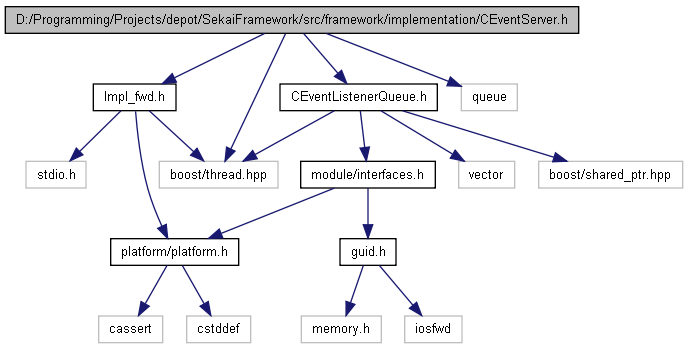 D:/Programming/Projects/depot/SekaiFramework/src/framework/implementation/CEventServer.h
Impl_fwd.h
CEventListenerQueue.h
queue
stdio.h
boost/thread.hpp
module/interfaces.h
vector
boost/shared_ptr.hpp
platform/platform.h
guid.h
cassert
cstddef
memory.h
iosfwd